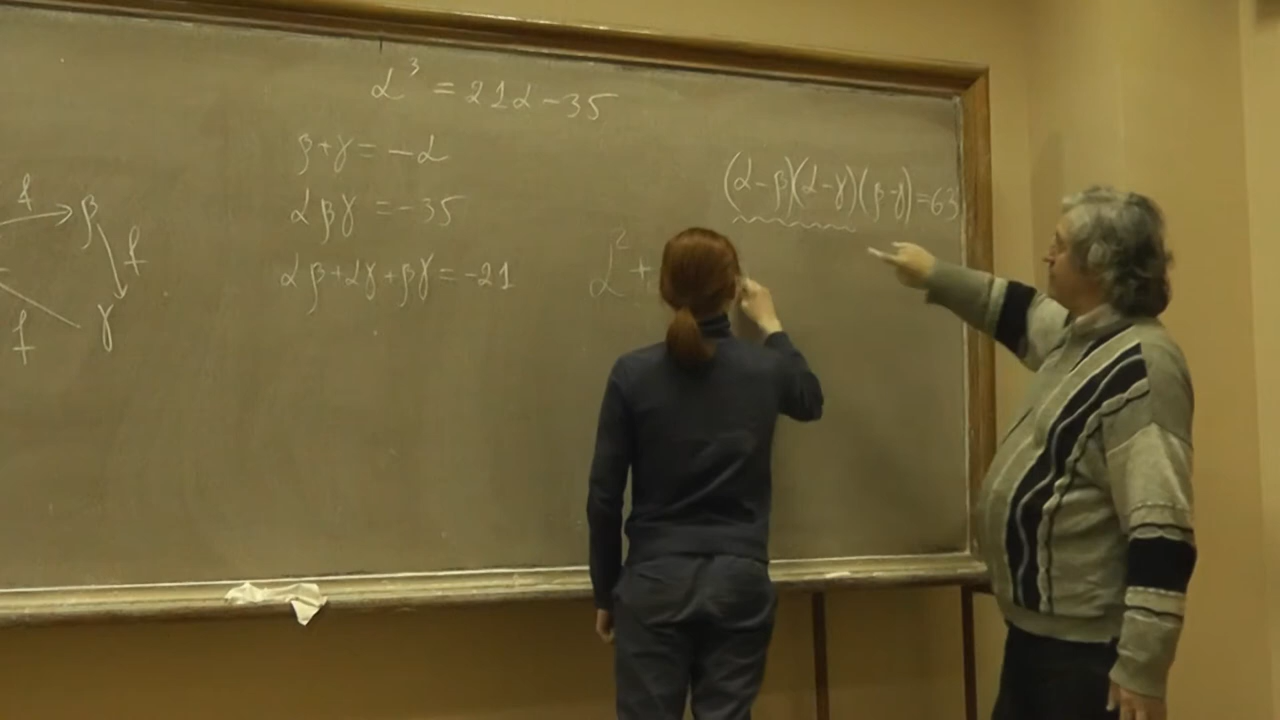 α³ = 21α - 35
β+γ = -α
(α-β)(α-γ)(β-γ) = 63
αβγ = -35
f β
f
α² +
αβ+αγ+βγ = -21
f γ